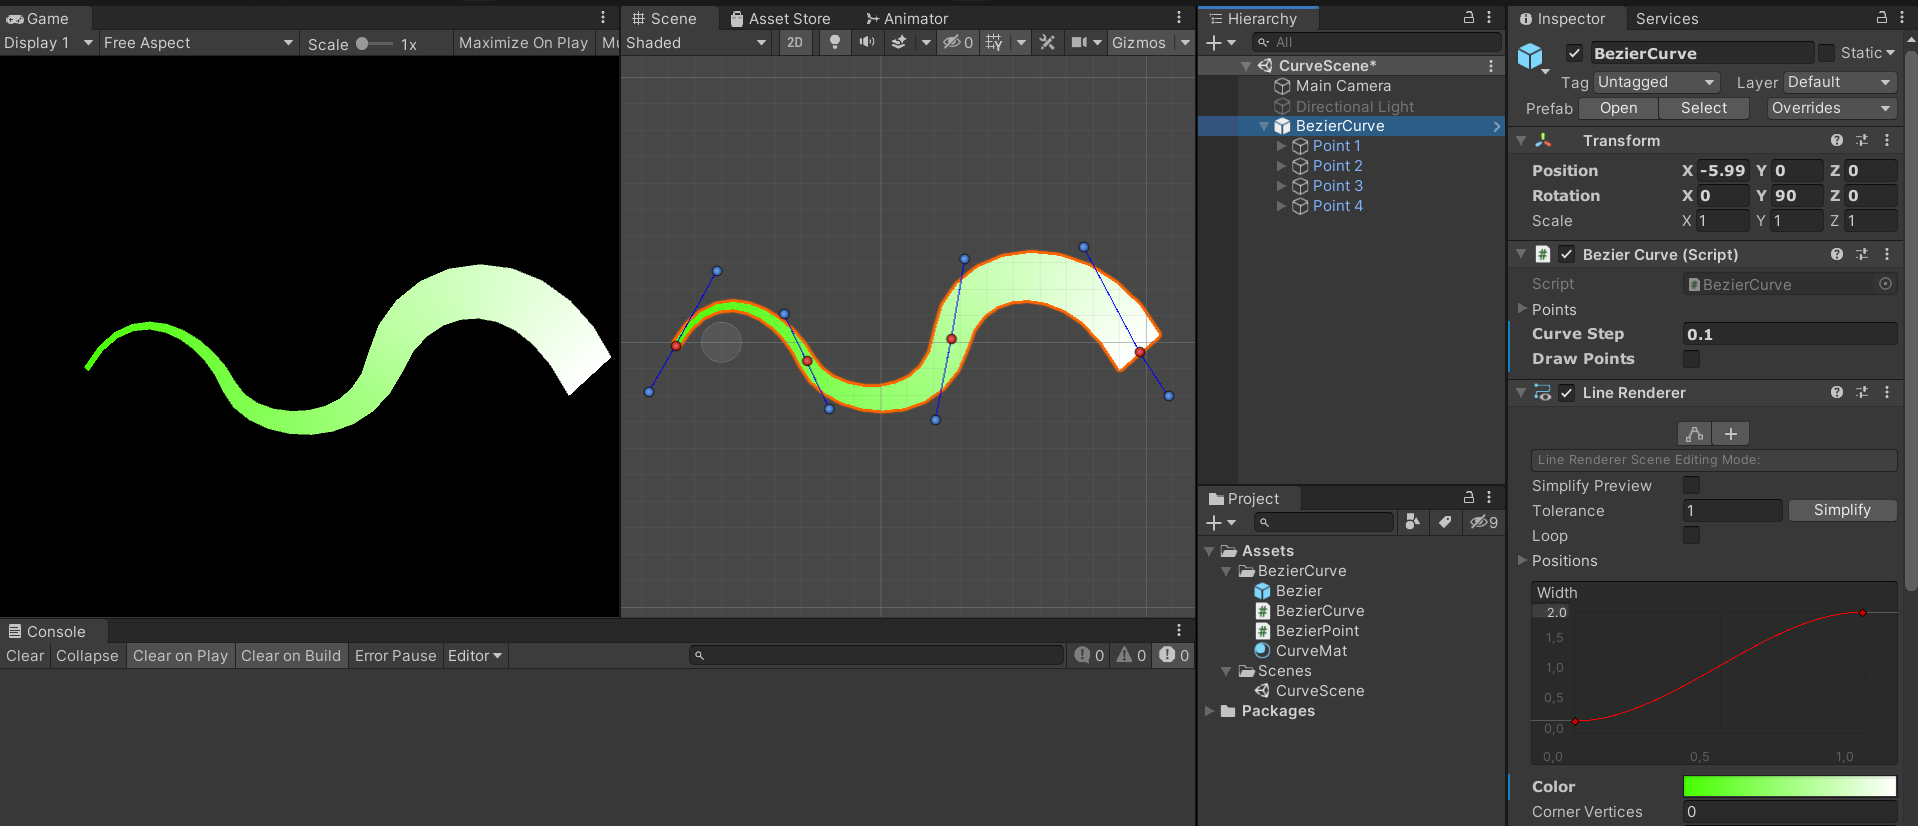 Game
Display 1 Free Aspect Scale 1x Maximize On Play Mu
Scene Asset Store Animator
Shaded 2D 0 Gizmos
Hierarchy
All
CurveScene*
Main Camera
Directional Light
BezierCurve
Point 1
Point 2
Point 3
Point 4
Project
9
Assets
BezierCurve
Bezier
BezierCurve
BezierPoint
CurveMat
Scenes
CurveScene
Packages
Console
Clear Collapse Clear on Play Clear on Build Error Pause Editor 0 0 0
Inspector Services
BezierCurve Static
Tag Untagged Layer Default
Prefab Open Select Overrides
Transform
Position X -5.99 Y 0 Z 0
Rotation X 0 Y 90 Z 0
Scale X 1 Y 1 Z 1
# Bezier Curve (Script)
Script BezierCurve
Points
Curve Step 0.1
Draw Points
Line Renderer
Line Renderer Scene Editing Mode:
Simplify Preview
Tolerance 1 Simplify
Loop
Positions
Width
2.0
1,5
1,0
0,5
0,0
0,0 0,5 1,0
Color
Corner Vertices 0